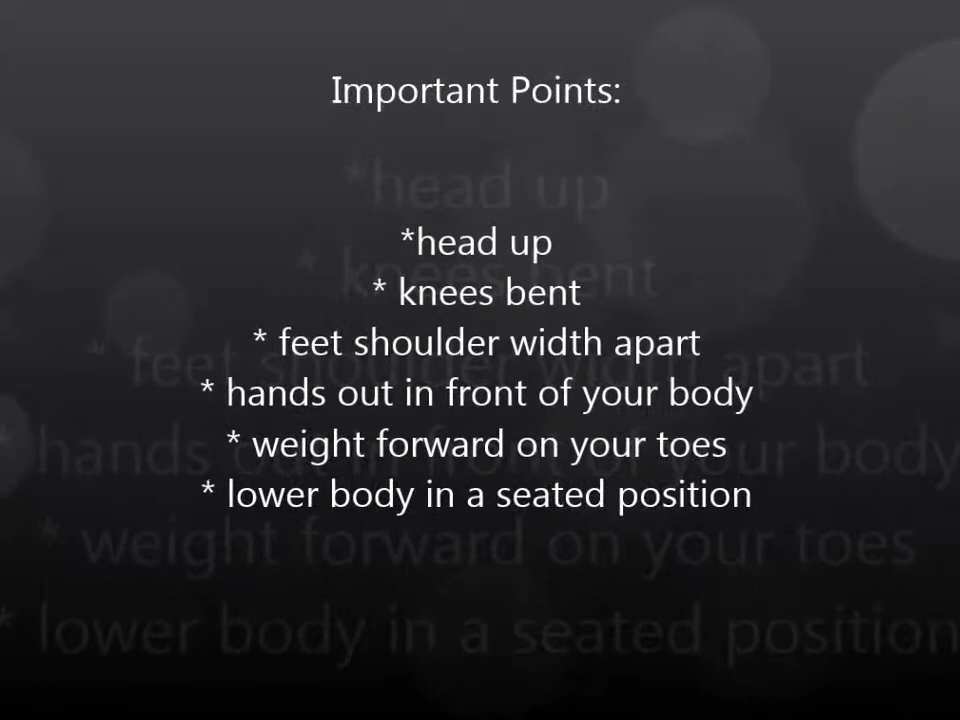 Important Points:
*head up
* knees bent
* feet shoulder width apart
* hands out in front of your body
* weight forward on your toes
* lower body in a seated position